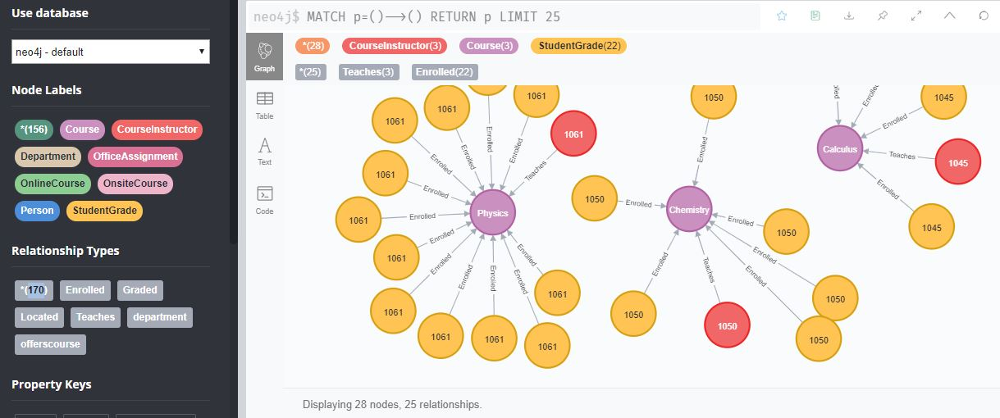 Use database
neo4j - default
Node Labels
*(156) Course CourseInstructor
Department OfficeAssignment
OnlineCourse OnsiteCourse
Person StudentGrade
Relationship Types
*(170) Enrolled Graded
Located Teaches department
offerscourse
Property Keys
neo4j$ MATCH p=()-->() RETURN p LIMIT 25
Graph
Table
Text
Code
*(28) CourseInstructor(3) Course(3) StudentGrade(22)
*(25) Teaches(3) Enrolled(22)
1061
1061
1061
1061
1061
1061
1061
1061
1061
1061
1061
1061
1061
Physics
Enrolled
Enrolled
Enrolled
Enrolled
Teaches
Enrolled
Enrolled
Enrolled
Enrolled
Enrolled
Enrolled
Enrolled
Enrolled
1050
1050
1050
1050
1050
1050
1050
Chemistry
Enrolled
Enrolled
Enrolled
Enrolled
Enrolled
Enrolled
Teaches
1045
1045
1045
Calculus
Enrolled
Enrolled
Teaches
Enrolled
Displaying 28 nodes, 25 relationships.